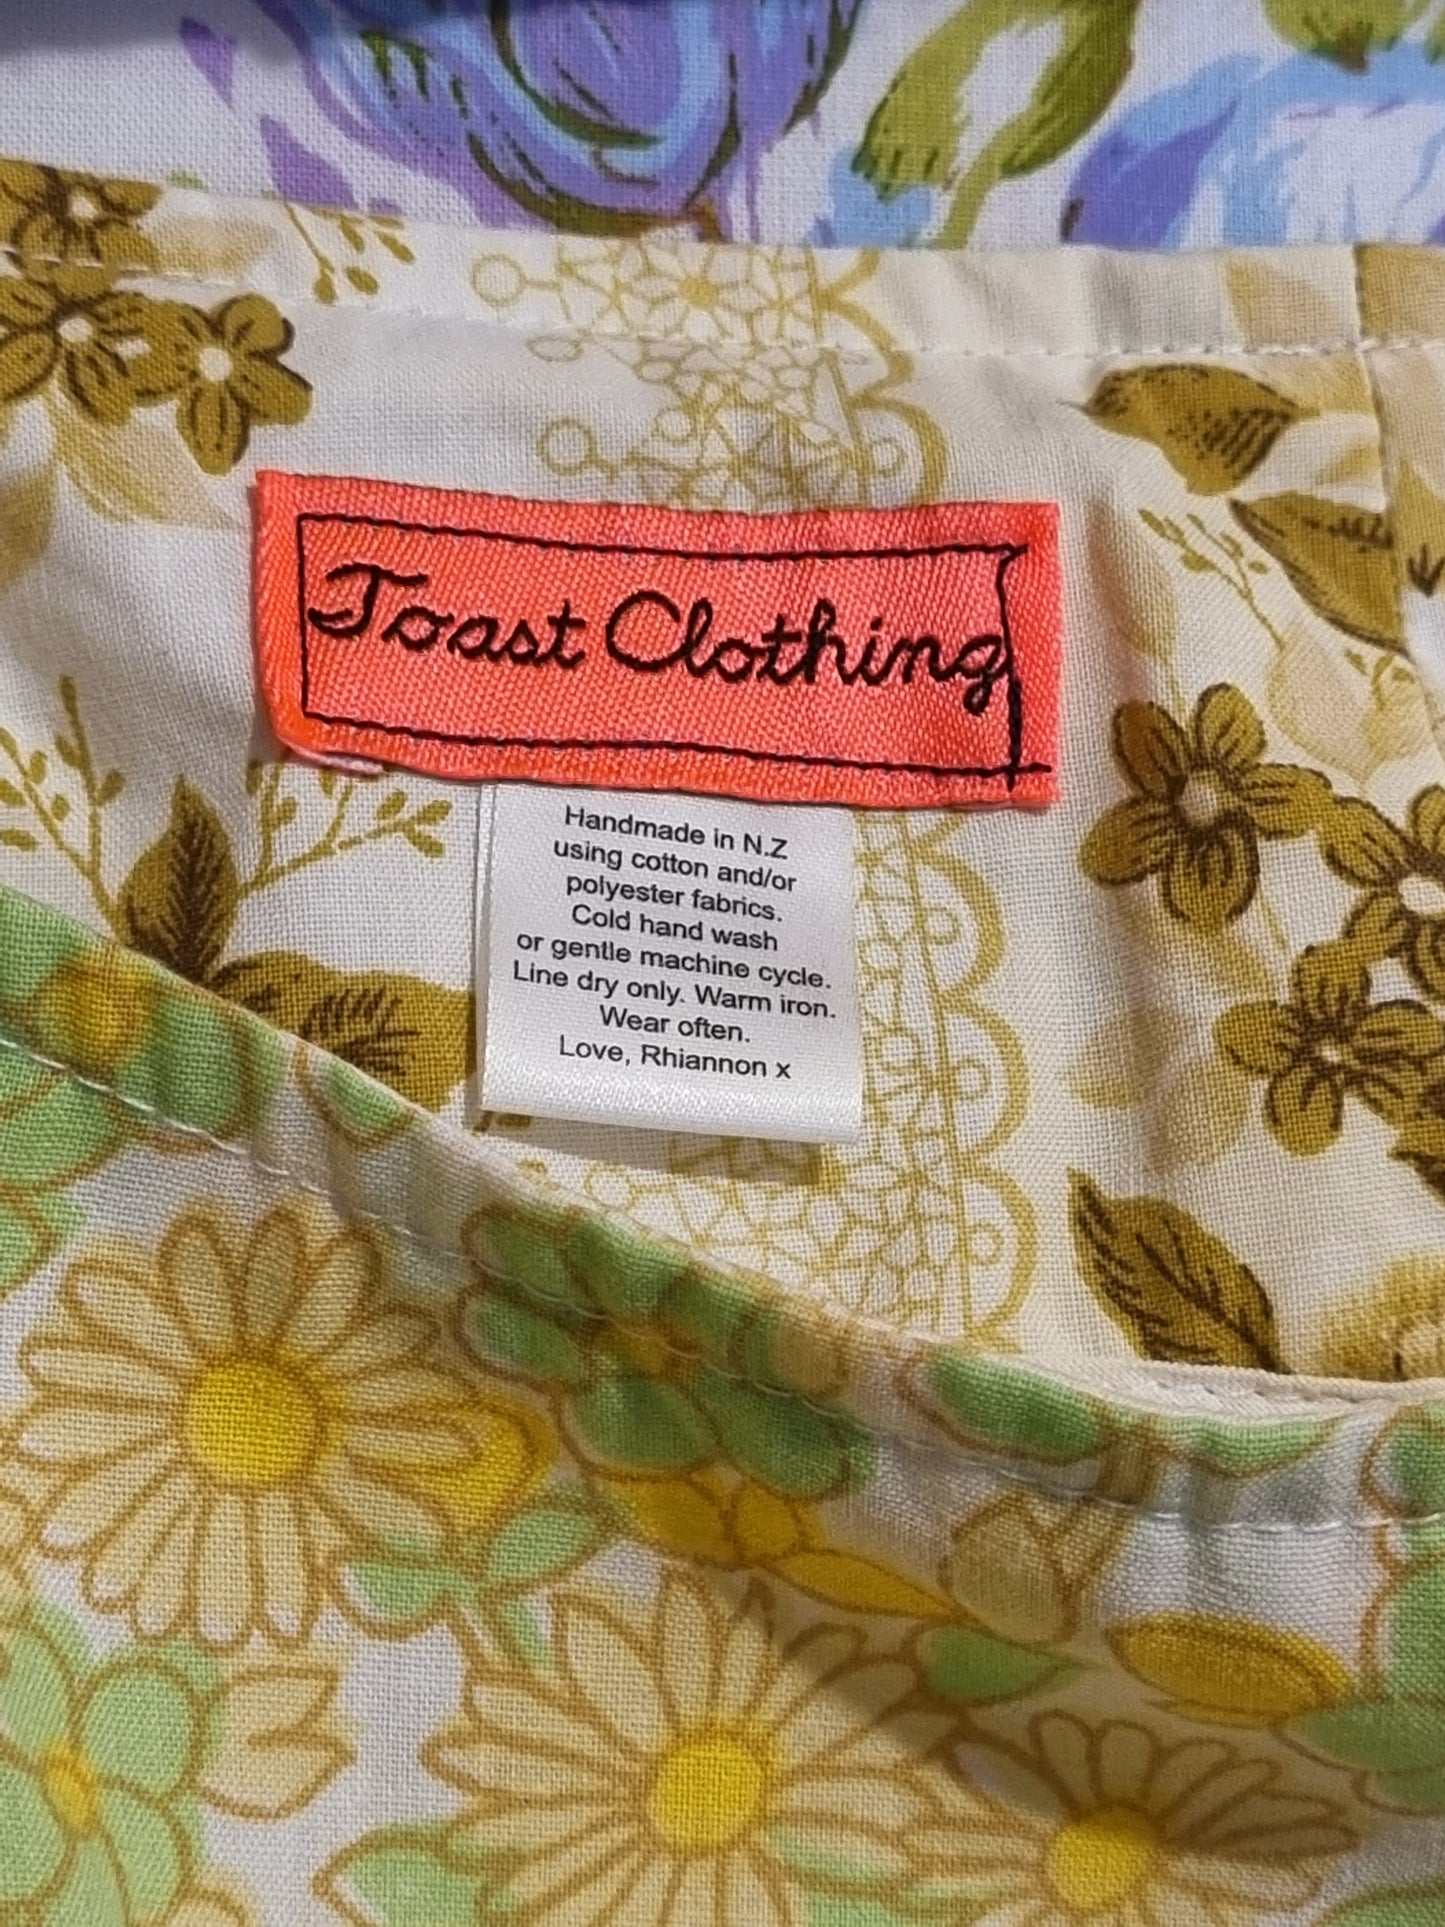 Toast Clothing
Handmade in N.Z
using cotton and/or
polyester fabrics.
Cold hand wash
or gentle machine cycle.
Line dry only. Warm iron.
Wear often.
Love, Rhiannon x